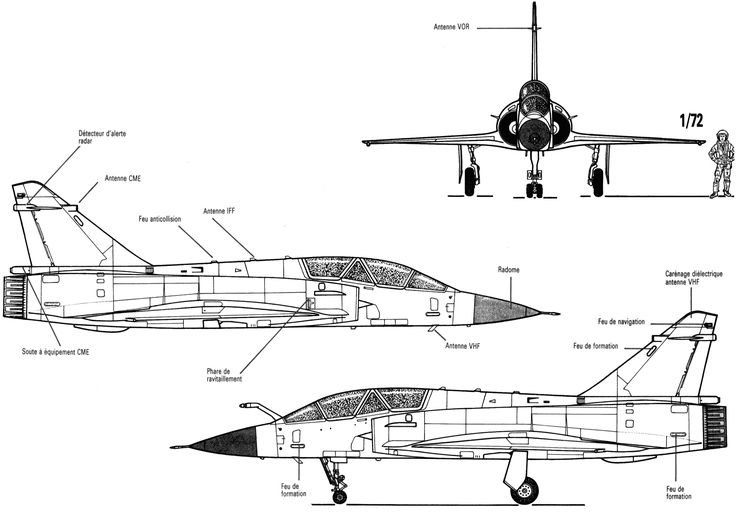 Antenne VOR
1/72
Détecteur d'alerte
radar
Antenne CME
Feu anticollision
Antenne IFF
Radome
Carénage diélectrique
antenne VHF
Feu de navigation
Feu de formation
Soute à équipement CME
Phare de
ravitaillement
Antenne VHF
Feu de
formation
Feu de
formation